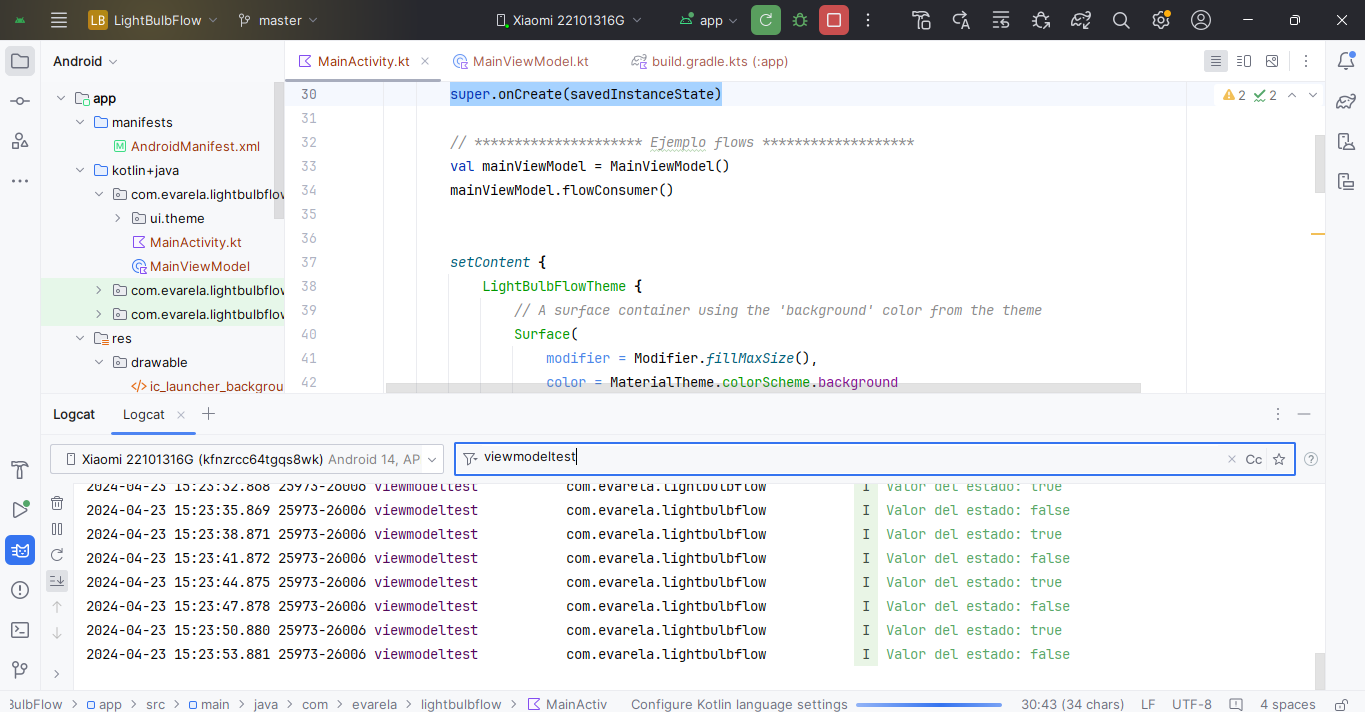 LB LightBulbFlow master Xiaomi 22101316G app
Android
MainActivity.kt MainViewModel.kt build.gradle.kts (:app)
app
manifests
AndroidManifest.xml
kotlin+java
com.evarela.lightbulbflow
ui.theme
MainActivity.kt
MainViewModel
com.evarela.lightbulbflow
com.evarela.lightbulbflow
res
drawable
ic_launcher_backgrou
30 super.onCreate(savedInstanceState)
2 2
31
32 // ********************* Ejemplo flows *******************
33 val mainViewModel = MainViewModel()
34 mainViewModel.flowConsumer()
35
36
37 setContent {
38 LightBulbFlowTheme {
39 // A surface container using the 'background' color from the theme
40 Surface(
41 modifier = Modifier.fillMaxSize(),
42 color = MaterialTheme.colorScheme.background
Logcat Logcat
Xiaomi 22101316G (kfnzrcc64tgqs8wk) Android 14, AP
viewmodeltest Cc
2024-04-23 15:23:32.868 25973-26006 viewmodeltest com.evarela.lightbulbflow I Valor del estado: true
2024-04-23 15:23:35.869 25973-26006 viewmodeltest com.evarela.lightbulbflow I Valor del estado: false
2024-04-23 15:23:38.871 25973-26006 viewmodeltest com.evarela.lightbulbflow I Valor del estado: true
2024-04-23 15:23:41.872 25973-26006 viewmodeltest com.evarela.lightbulbflow I Valor del estado: false
2024-04-23 15:23:44.875 25973-26006 viewmodeltest com.evarela.lightbulbflow I Valor del estado: true
2024-04-23 15:23:47.878 25973-26006 viewmodeltest com.evarela.lightbulbflow I Valor del estado: false
2024-04-23 15:23:50.880 25973-26006 viewmodeltest com.evarela.lightbulbflow I Valor del estado: true
2024-04-23 15:23:53.881 25973-26006 viewmodeltest com.evarela.lightbulbflow I Valor del estado: false
BulbFlow > app > src > main > java > com > evarela > lightbulbflow > MainActiv Configure Kotlin language settings 30:43 (34 chars) LF UTF-8 4 spaces